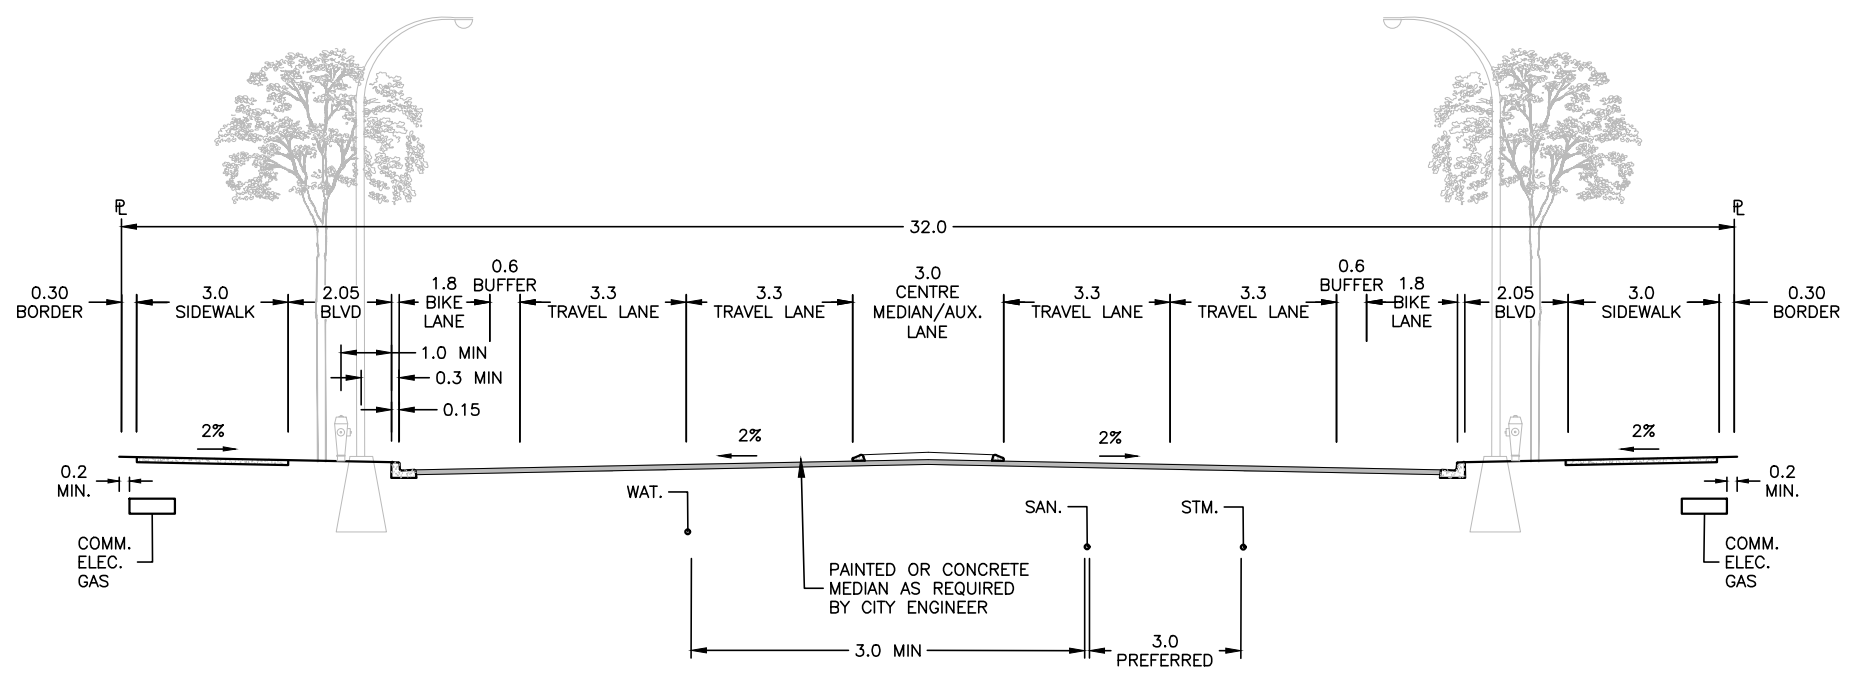 PL
PL
32.0
0.30
BORDER
3.0
SIDEWALK
2.05
BLVD
1.8
BIKE
LANE
0.6
BUFFER
3.3
TRAVEL LANE
3.3
TRAVEL LANE
3.0
CENTRE
MEDIAN/AUX.
LANE
3.3
TRAVEL LANE
3.3
TRAVEL LANE
0.6
BUFFER
1.8
BIKE
LANE
2.05
BLVD
3.0
SIDEWALK
0.30
BORDER
1.0 MIN
0.3 MIN
0.15
2%
2%
2%
2%
0.2
MIN.
COMM.
ELEC.
GAS
WAT.
SAN.
STM.
0.2
MIN.
COMM.
ELEC.
GAS
PAINTED OR CONCRETE
MEDIAN AS REQUIRED
BY CITY ENGINEER
3.0 MIN
3.0
PREFERRED